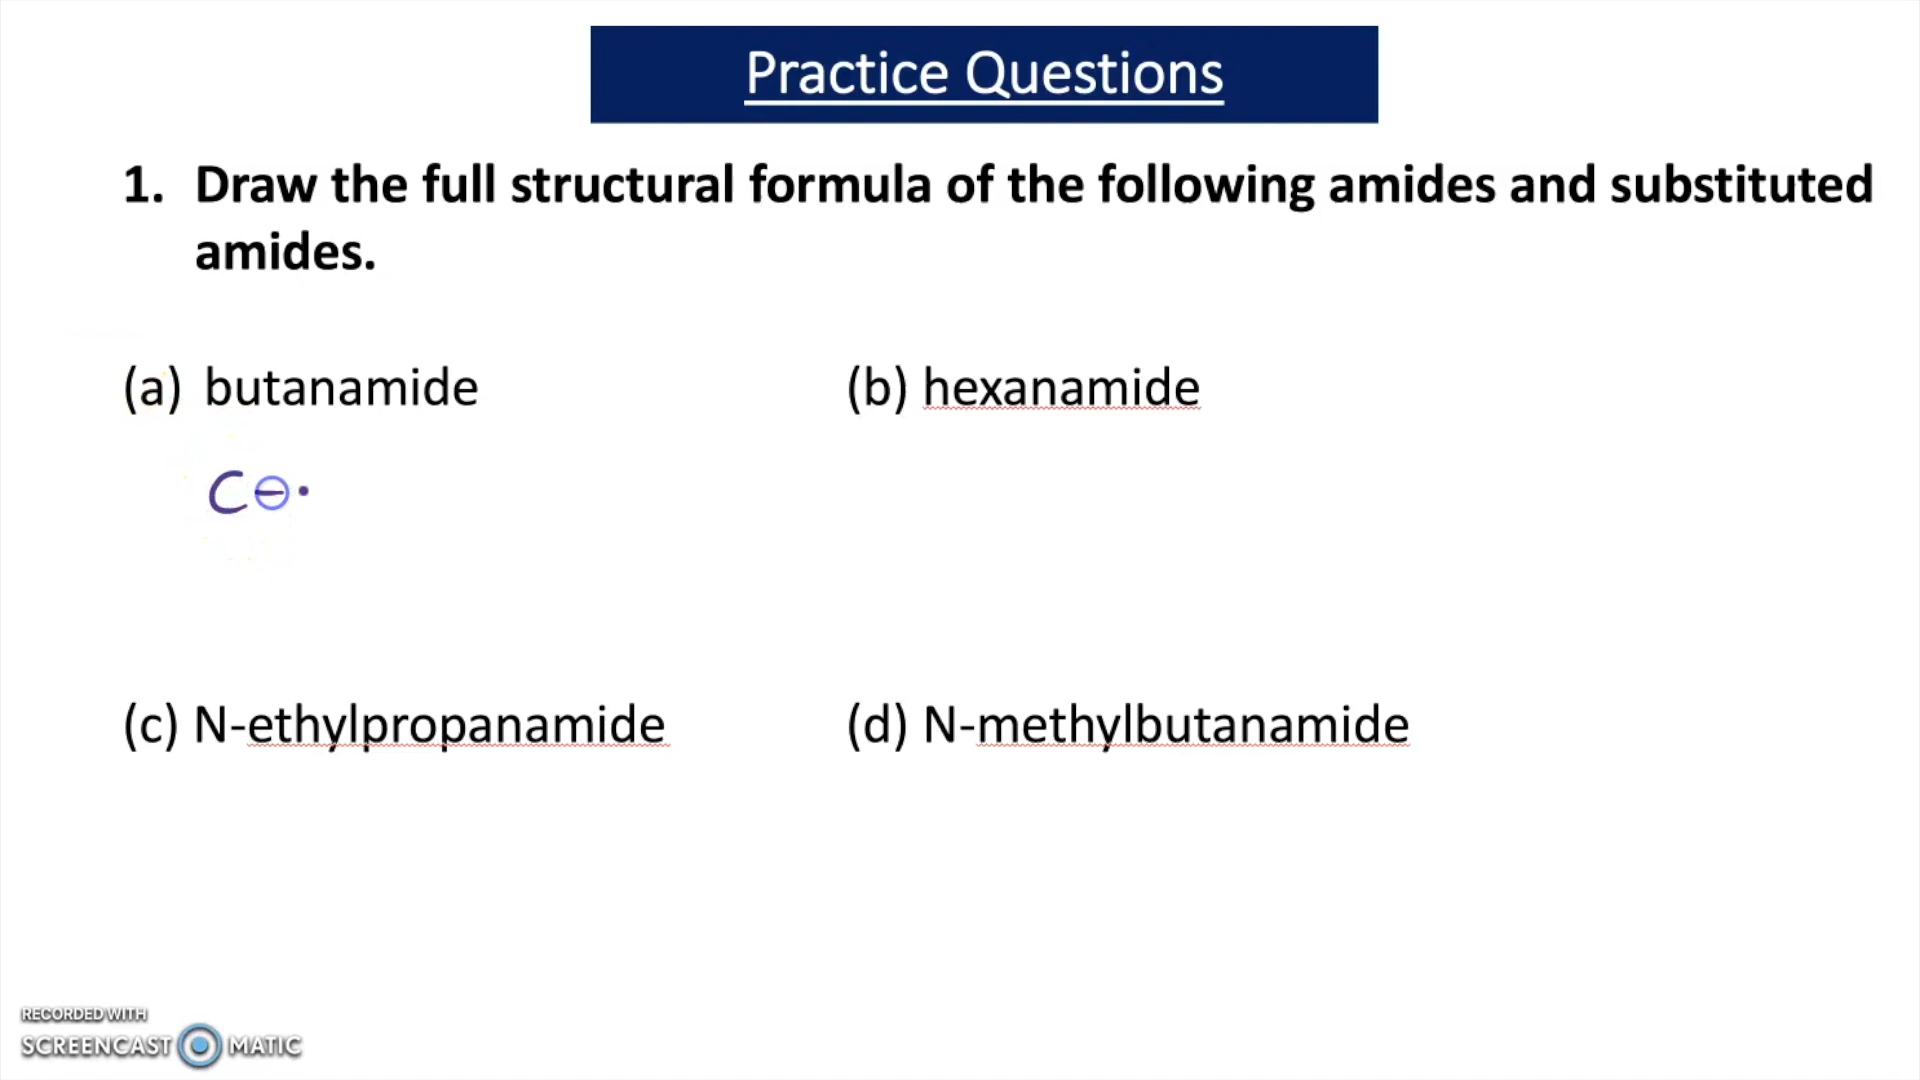 Practice Questions
1. Draw the full structural formula of the following amides and substituted
amides.
(a) butanamide
(b) hexanamide
C-
(c) N-ethylpropanamide
(d) N-methylbutanamide
RECORDED WITH
SCREENCAST MATIC